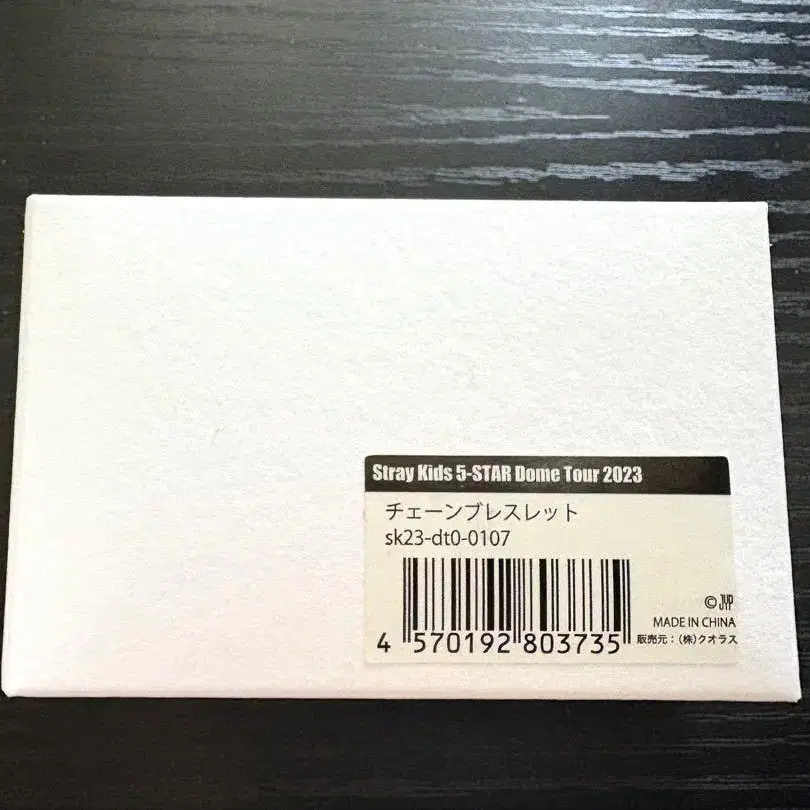 Stray Kids 5-STAR Dome Tour 2023
チェーンブレスレット
sk23-dt0-0107
© JYP
MADE IN CHINA
販売元：(株)クオラス
4 570192 803735